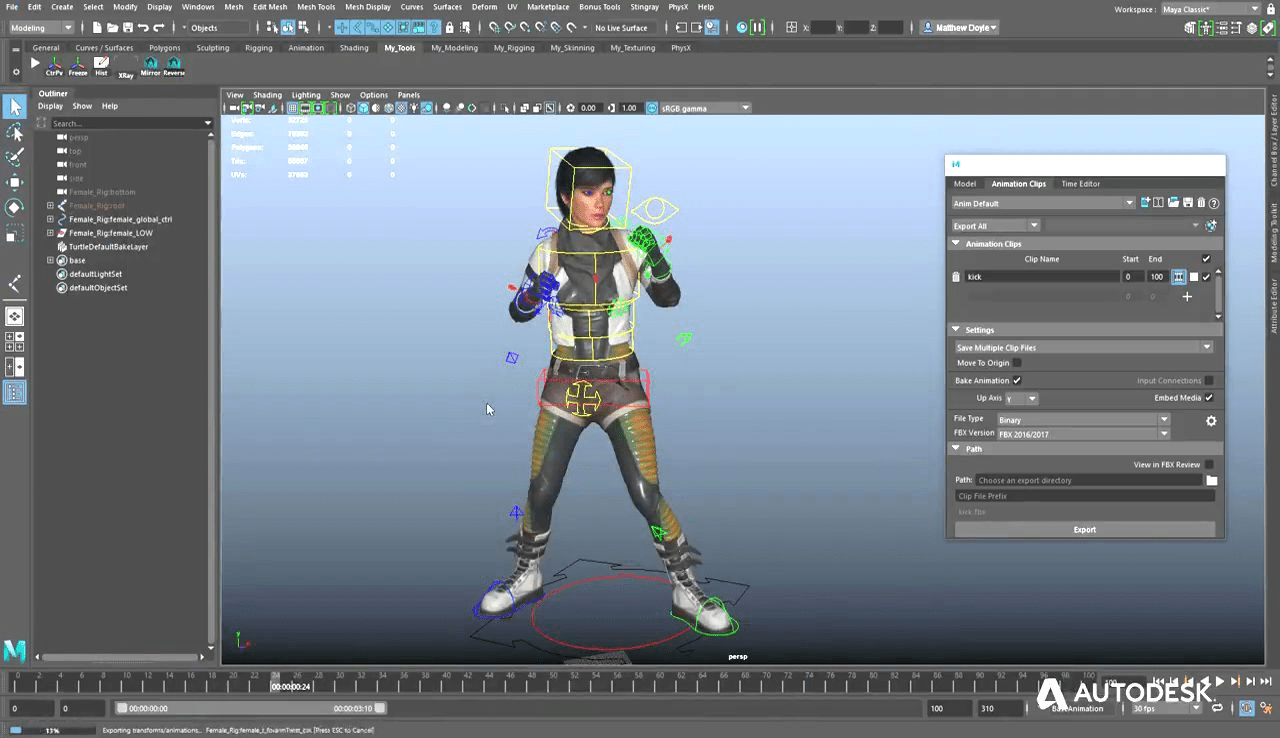 File Edit Create Select Modify Display Windows Mesh Edit Mesh Mesh Tools Mesh Display Curves Surfaces Deform UV Marketplace Bonus Tools Stingray PhysX Help
Workspace: Maya Classic*
Modeling Objects No Live Surface X: Y: Z: Matthew Doyle
General Curves / Surfaces Polygons Sculpting Rigging Animation Shading My_Tools My_Modeling My_Rigging My_Skinning My_Texturing PhysX
CtrPv Freeze Hist XRay Mirror Reverse
Outliner
Display Show Help
Search...
persp
top
front
side
Female_Rig:bottom
Female_Rig:root
Female_Rig:female_global_ctrl
Female_Rig:female_LOW
TurtleDefaultBakeLayer
base
defaultLightSet
defaultObjectSet
View Shading Lighting Show Options Panels
0.00 1.00 sRGB gamma
Verts: 0 0
Edges: 0 0
Polygons: 0 0
Tris: 0 0
UVs: 0 0
persp
Model Animation Clips Time Editor
Anim Default
Export All
Animation Clips
Clip Name Start End
kick 0 100
0 0
Settings
Save Multiple Clip Files
Move To Origin
Bake Animation Input Connections
Up Axis Y Embed Media
File Type Binary
FBX Version FBX 2016/2017
Path
View in FBX Review
Path: Choose an export directory
Clip File Prefix
kick.fbx
Export
Channel Box / Layer Editor
Modeling Toolkit
Attribute Editor
0 2 4 6 8 10 12 14 16 18 20 22 24 26 28 30 32 34 36 38 40 42 44 46 48 50 52 54 56 58 60 62 64 66 68 70 72 74 76 78 80 82 84 86 88 90 92 94 96 98 100
00:00:00:24
AUTODESK
0 0 00:00:00:00 00:00:03:10 100 310 BaseAnimation 30 fps
13% Exporting transforms/animations... [Press ESC to Cancel]